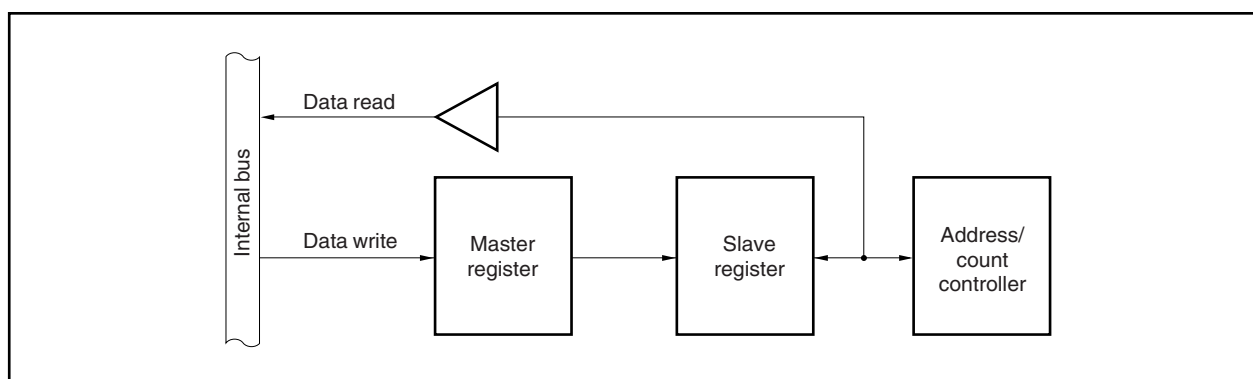 Data read
Internal bus
Data write
Master
register
Slave
register
Address/
count
controller